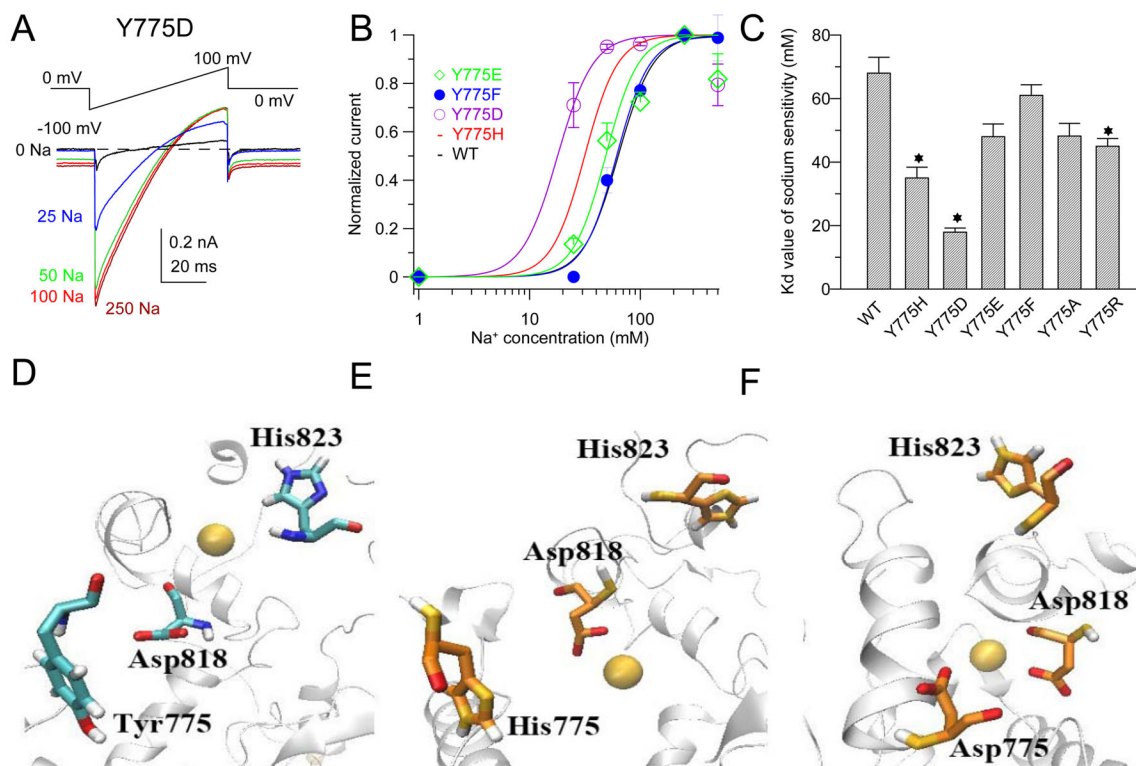 A
Y775D
0 mV
100 mV
0 mV
-100 mV
0 Na
25 Na
50 Na
100 Na
250 Na
0.2 nA
20 ms
B
Normalized current
1
0.8
0.6
0.4
0.2
0
Y775E
Y775F
Y775D
Y775H
WT
1
10
100
Na⁺ concentration (mM)
C
Kd value of sodium sensitivity (mM)
80
60
40
20
0
WT
Y775H
Y775D
Y775E
Y775F
Y775A
Y775R
D
His823
Asp818
Tyr775
E
His823
Asp818
His775
F
His823
Asp818
Asp775